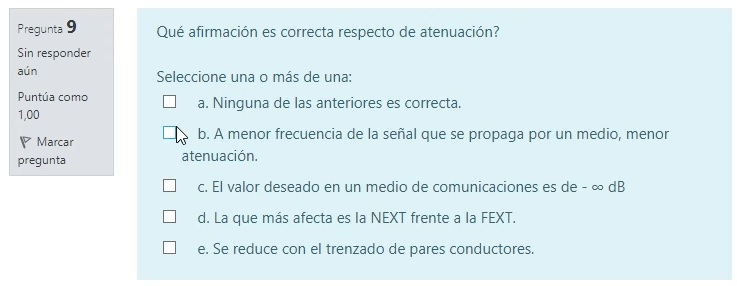 Pregunta 9
Sin responder
aún
Puntúa como
1,00
Marcar
pregunta
Qué afirmación es correcta respecto de atenuación?
Seleccione una o más de una:
a. Ninguna de las anteriores es correcta.
b. A menor frecuencia de la señal que se propaga por un medio, menor
atenuación.
c. El valor deseado en un medio de comunicaciones es de - ∞ dB
d. La que más afecta es la NEXT frente a la FEXT.
e. Se reduce con el trenzado de pares conductores.